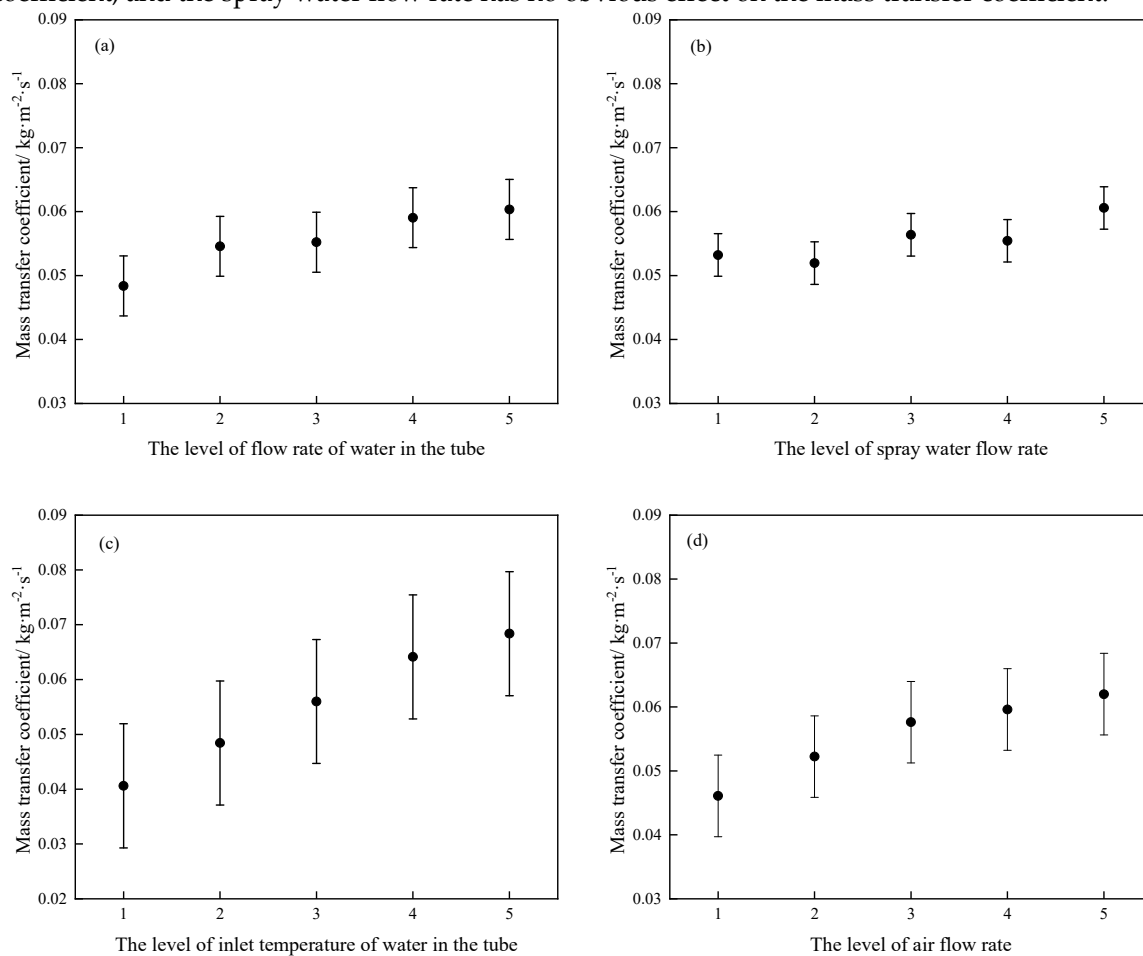 coefficient, and the spray water flow rate has no obvious effect on the mass transfer coefficient.
(a)
0.09
0.08
0.07
0.06
0.05
0.04
0.03
Mass transfer coefficient/ kg·m⁻²·s⁻¹
1 2 3 4 5
The level of flow rate of water in the tube
(b)
0.09
0.08
0.07
0.06
0.05
0.04
0.03
Mass transfer coefficient/ kg·m⁻²·s⁻¹
1 2 3 4 5
The level of spray water flow rate
(c)
0.09
0.08
0.07
0.06
0.05
0.04
0.03
0.02
Mass transfer coefficient/ kg·m⁻²·s⁻¹
1 2 3 4 5
The level of inlet temperature of water in the tube
(d)
0.09
0.08
0.07
0.06
0.05
0.04
0.03
Mass transfer coefficient/ kg·m⁻²·s⁻¹
1 2 3 4 5
The level of air flow rate